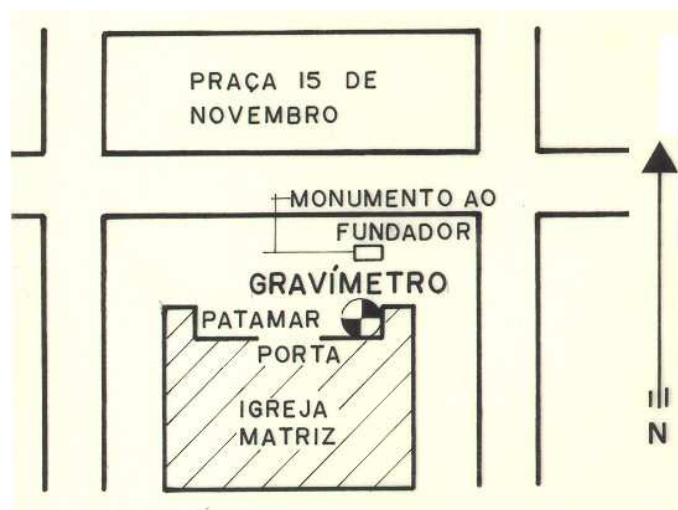 PRAÇA 15 DE
NOVEMBRO
MONUMENTO AO
FUNDADOR
GRAVÍMETRO
PATAMAR
PORTA
IGREJA
MATRIZ
N